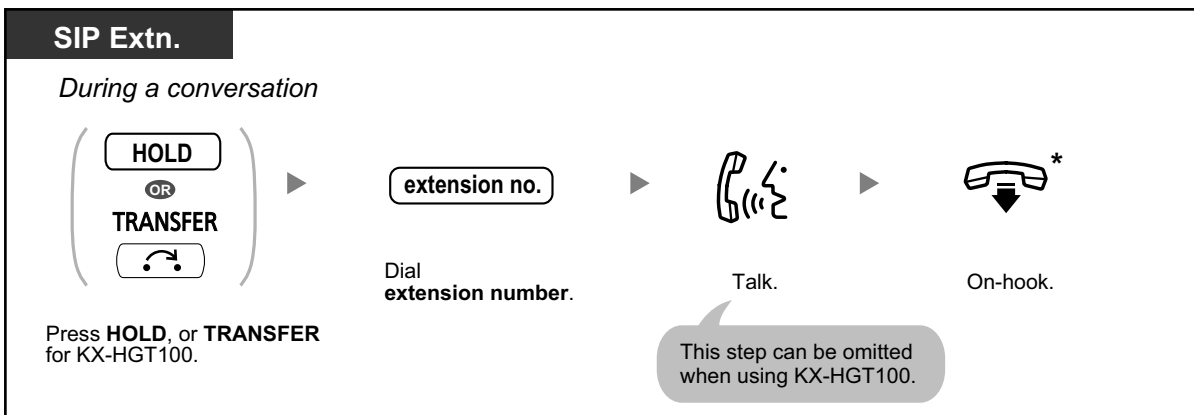 SIP Extn.
During a conversation
HOLD
OR
TRANSFER
Press HOLD, or TRANSFER
for KX-HGT100.
extension no.
Dial
extension number.
Talk.
This step can be omitted
when using KX-HGT100.
*
On-hook.